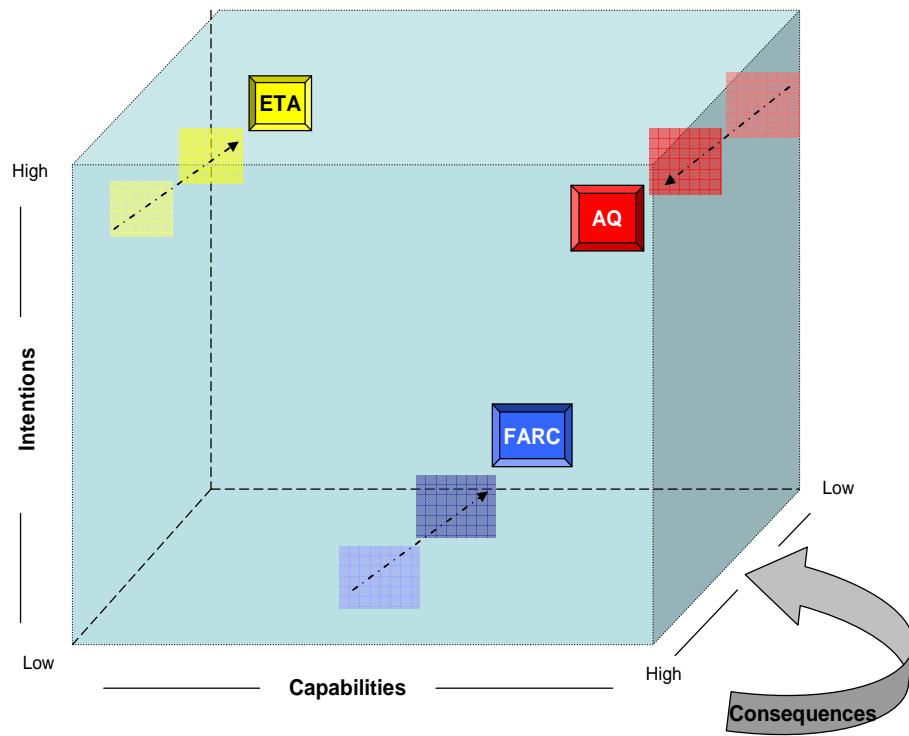 ETA
High
AQ
Intentions
FARC
Low
Low
High
Capabilities
Consequences